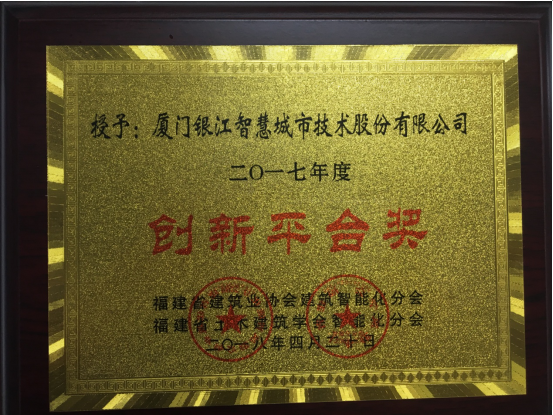 授予：厦门银江智慧城市技术股份有限公司
二〇一七年度
创新平台奖
福建省建筑业协会建筑智能化分会
福建省土木建筑学会智能化分会
二〇一八年四月二十日